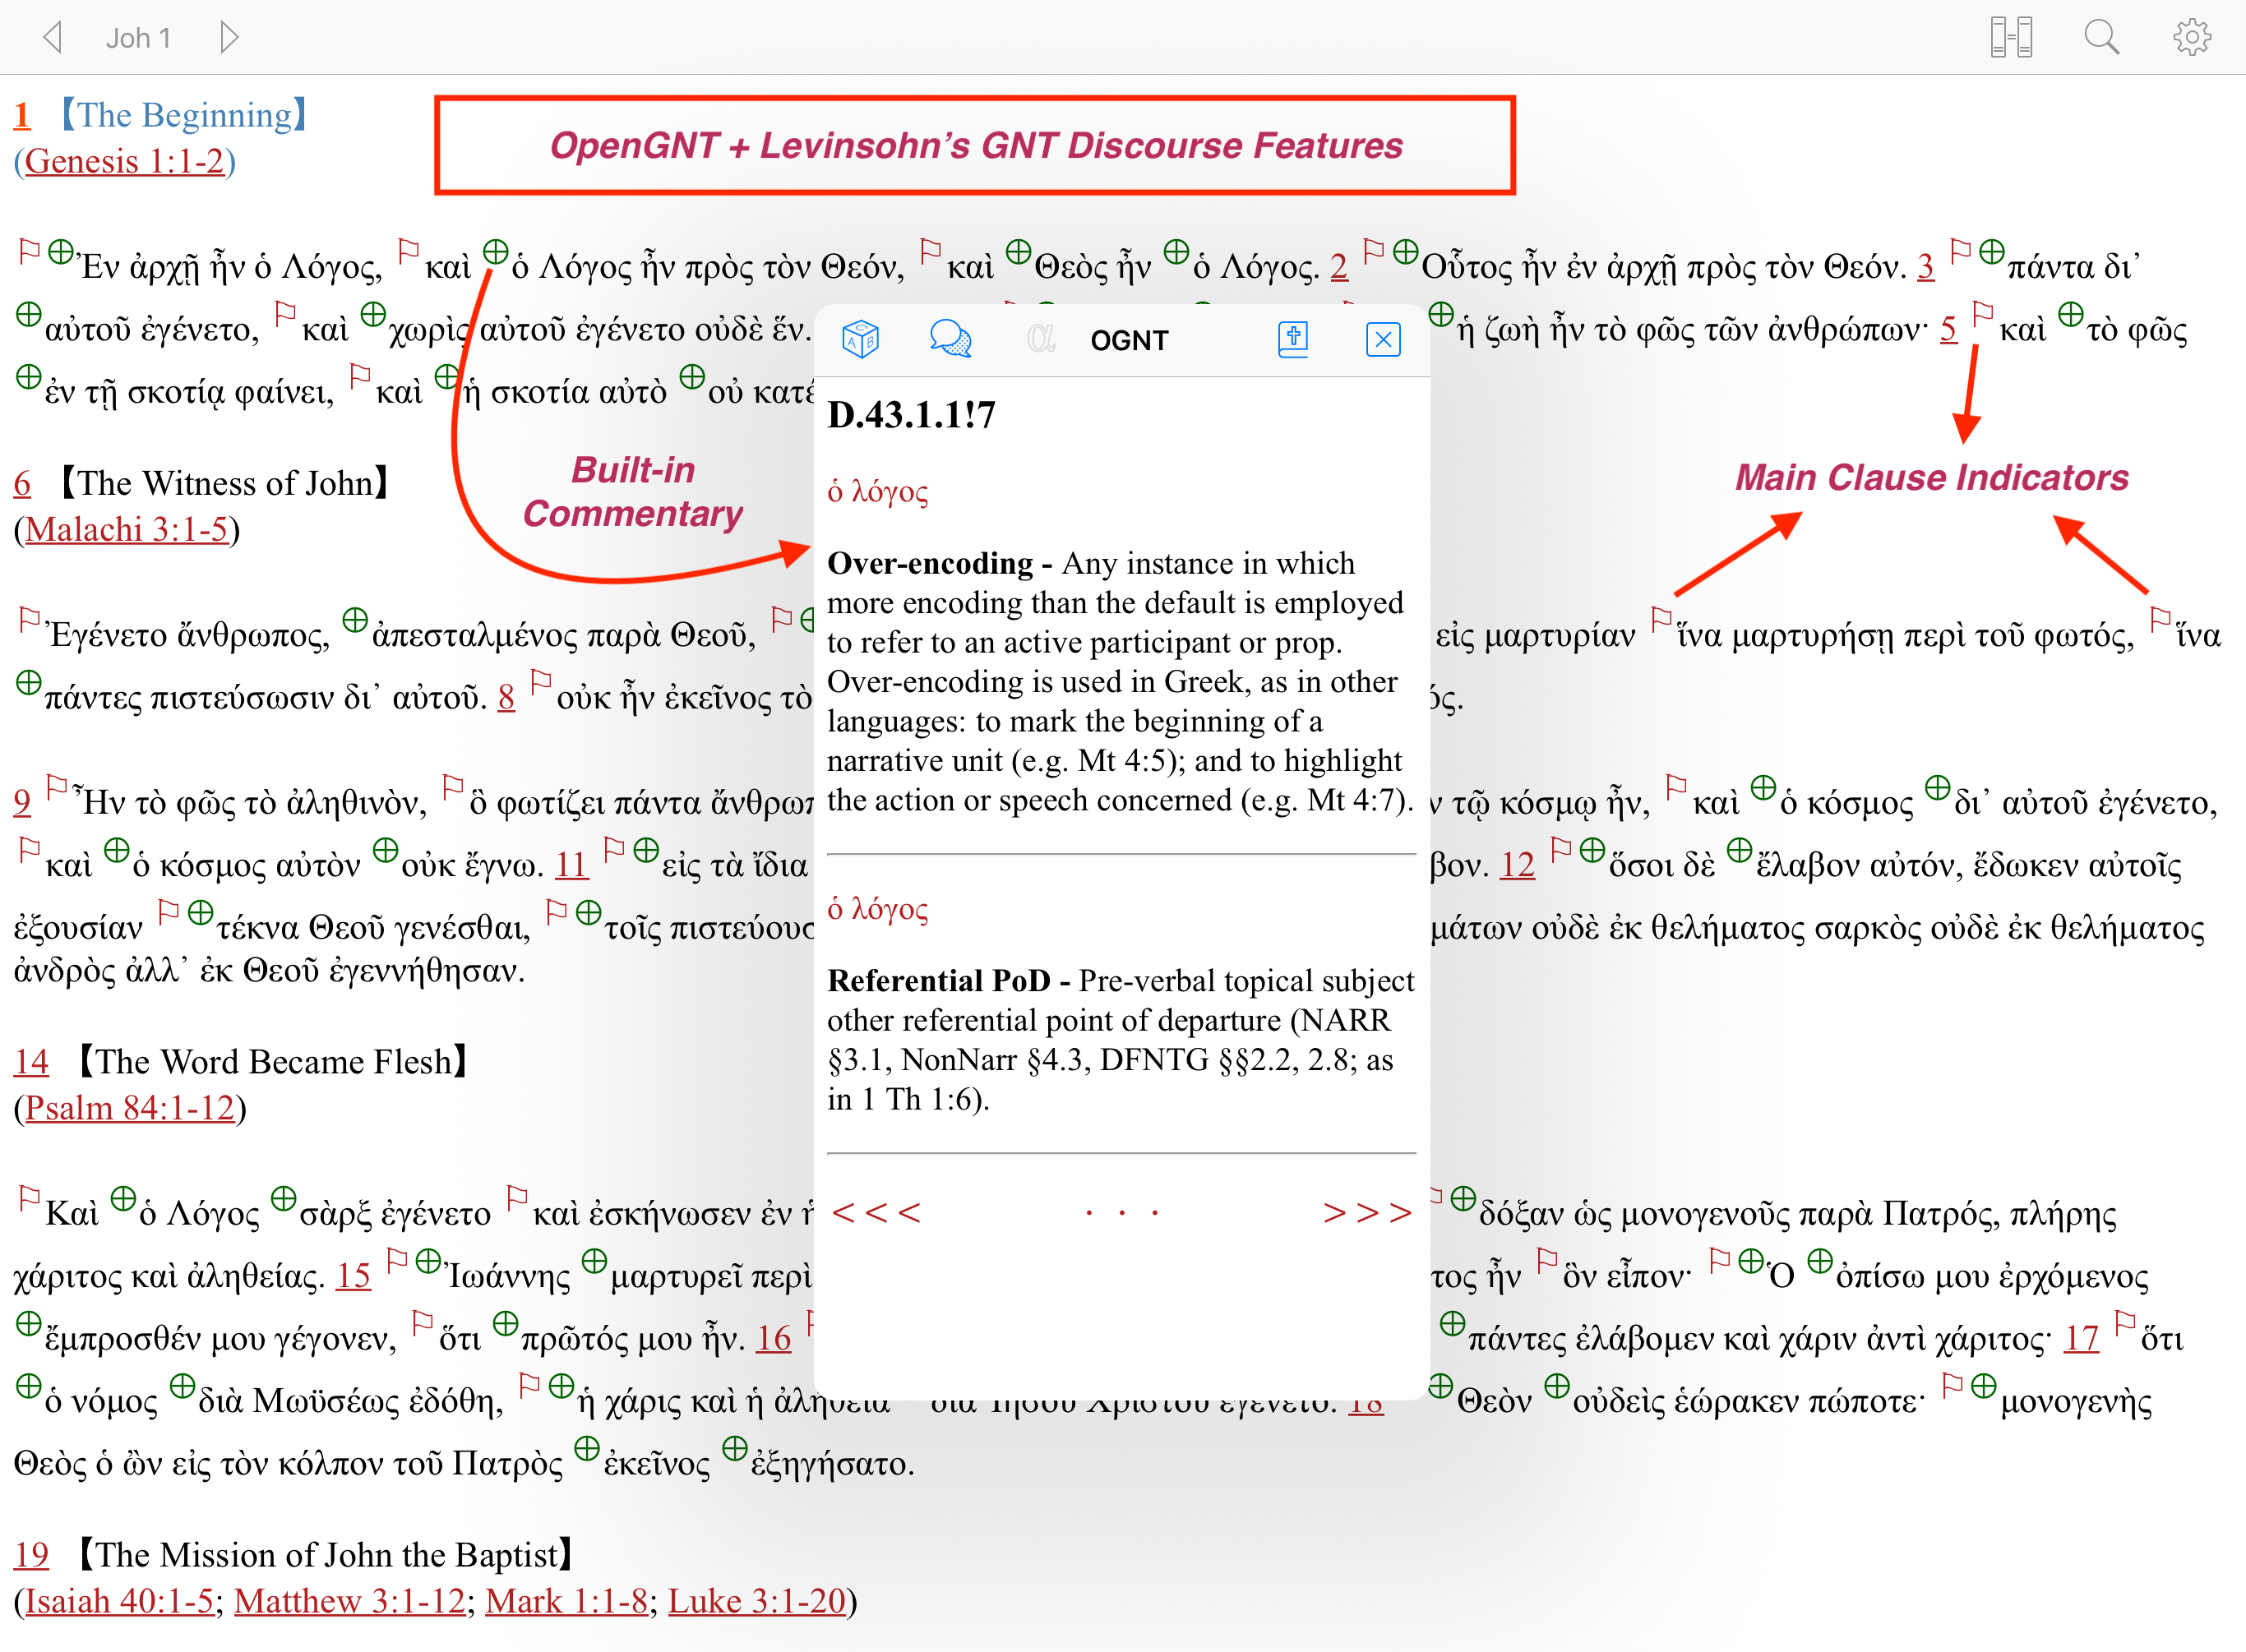 Joh 1
1 【The Beginning】
(Genesis 1:1-2)
OpenGNT + Levinsohn’s GNT Discourse Features
Ἐν ἀρχῇ ἦν ὁ Λόγος, καὶ ὁ Λόγος ἦν πρὸς τὸν Θεόν, καὶ Θεὸς ἦν ὁ Λόγος. 2 Οὗτος ἦν ἐν ἀρχῇ πρὸς τὸν Θεόν. 3 πάντα δι᾽
αὐτοῦ ἐγένετο, καὶ χωρὶς αὐτοῦ ἐγένετο οὐδὲ ἕν. ἡ ζωὴ ἦν τὸ φῶς τῶν ἀνθρώπων· 5 καὶ τὸ φῶς
ἐν τῇ σκοτίᾳ φαίνει, καὶ ἡ σκοτία αὐτὸ οὐ
Built-in
Commentary
Main Clause Indicators
6 【The Witness of John】
(Malachi 3:1-5)
Ἐγένετο ἄνθρωπος, ἀπεσταλμένος παρὰ Θεοῦ, εἰς μαρτυρίαν ἵνα μαρτυρήσῃ περὶ τοῦ φωτός, ἵνα
πάντες πιστεύσωσιν δι᾽ αὐτοῦ. 8 οὐκ ἦν ἐκεῖνος τὸ
9 Ἦν τὸ φῶς τὸ ἀληθινὸν, ὃ φωτίζει πάντα τῷ κόσμῳ ἦν, καὶ ὁ κόσμος δι᾽ αὐτοῦ ἐγένετο,
καὶ ὁ κόσμος αὐτὸν οὐκ ἔγνω. 11 εἰς τὰ ἴδια 12 ὅσοι δὲ ἔλαβον αὐτόν, ἔδωκεν αὐτοῖς
ἐξουσίαν τέκνα Θεοῦ γενέσθαι, τοῖς οὐδὲ ἐκ θελήματος σαρκὸς οὐδὲ ἐκ θελήματος
ἀνδρὸς ἀλλ᾽ ἐκ Θεοῦ ἐγεννήθησαν.
14 【The Word Became Flesh】
(Psalm 84:1-12)
Καὶ ὁ Λόγος σὰρξ ἐγένετο καὶ ἐσκήνωσεν ἐν δόξαν ὡς μονογενοῦς παρὰ Πατρός, πλήρης
χάριτος καὶ ἀληθείας. 15 Ἰωάννης μαρτυρεῖ περὶ ἦν ὃν εἶπον· Ὁ ὀπίσω μου ἐρχόμενος
ἔμπροσθέν μου γέγονεν, ὅτι πρῶτός μου ἦν. 16 πάντες ἐλάβομεν καὶ χάριν ἀντὶ χάριτος· 17 ὅτι
ὁ νόμος διὰ Μωϋσέως ἐδόθη, ἡ χάρις καὶ ἡ ἀλήθεια διὰ Ἰησοῦ Χριστοῦ ἐγένετο. 18 Θεὸν οὐδεὶς ἑώρακεν πώποτε· μονογενὴς
Θεὸς ὁ ὢν εἰς τὸν κόλπον τοῦ Πατρὸς ἐκεῖνος ἐξηγήσατο.
19 【The Mission of John the Baptist】
(Isaiah 40:1-5; Matthew 3:1-12; Mark 1:1-8; Luke 3:1-20)
OGNT
D.43.1.1!7
ὁ λόγος
Over-encoding - Any instance in which
more encoding than the default is employed
to refer to an active participant or prop.
Over-encoding is used in Greek, as in other
languages: to mark the beginning of a
narrative unit (e.g. Mt 4:5); and to highlight
the action or speech concerned (e.g. Mt 4:7).
ὁ λόγος
Referential PoD - Pre-verbal topical subject
other referential point of departure (NARR
§3.1, NonNarr §4.3, DFNTG §§2.2, 2.8; as
in 1 Th 1:6).
<<< · · · >>>